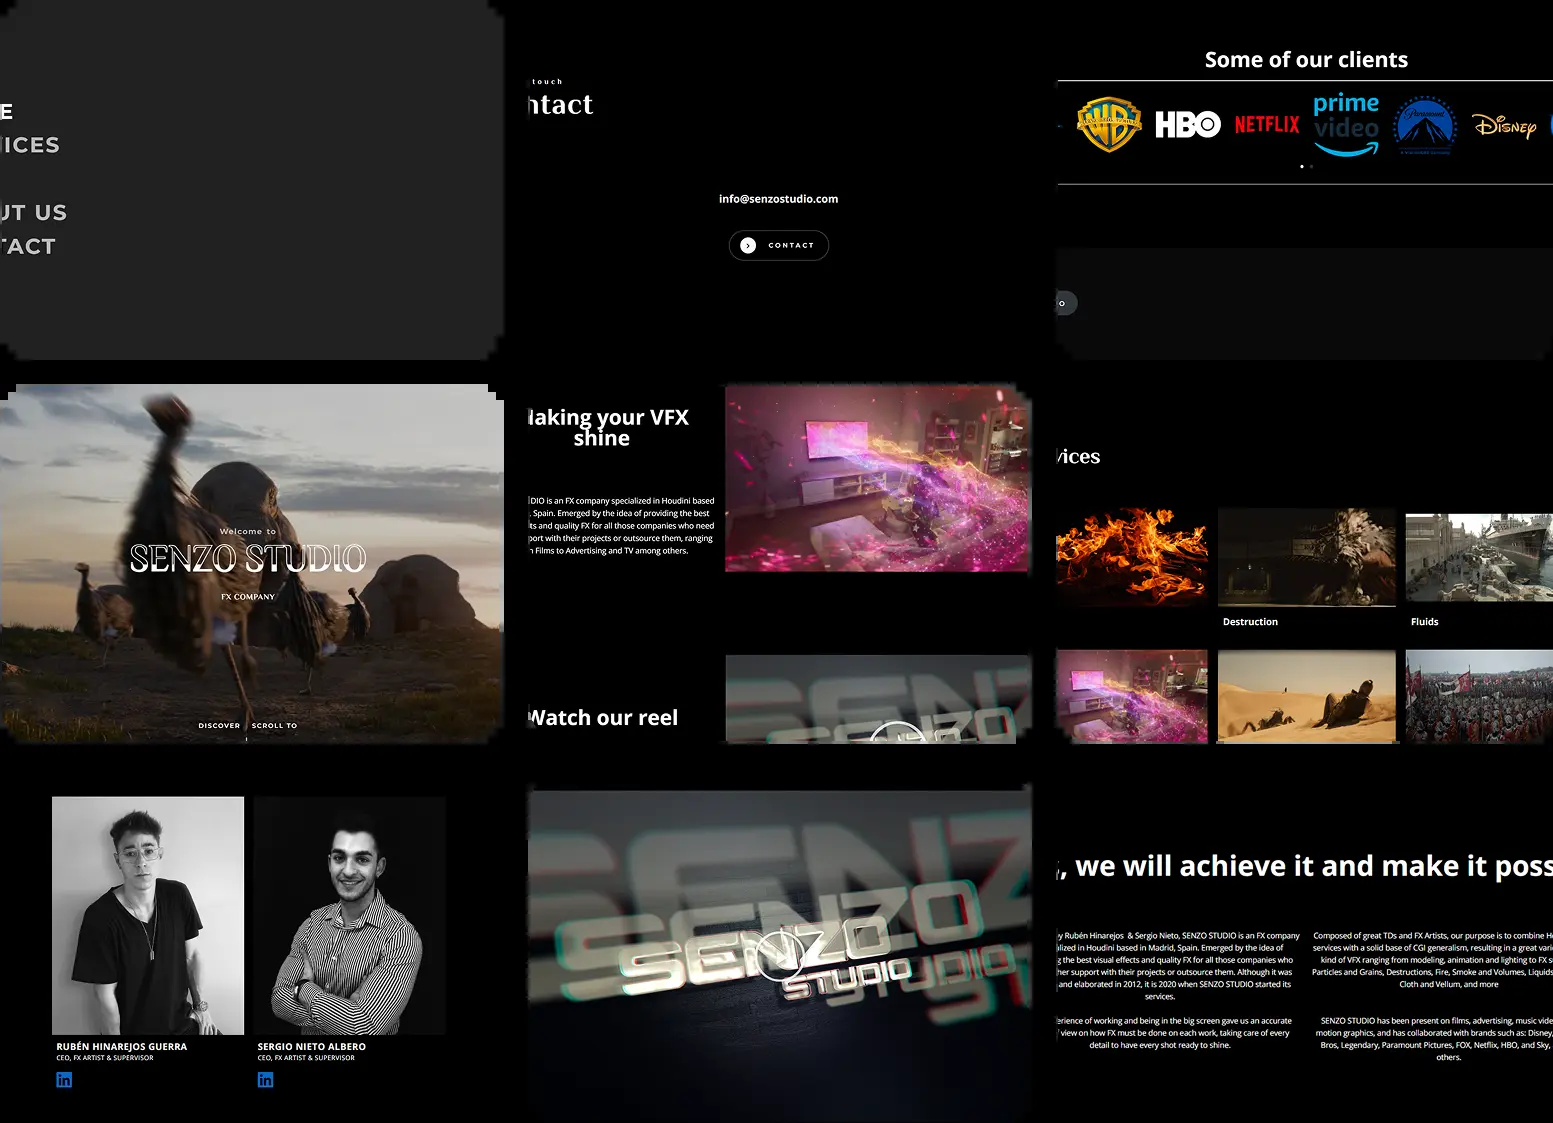 E
ICES
UT US
TACT
touch
ntact
info@senzostudio.com
CONTACT
Some of our clients
WB
HBO
NETFLIX
prime
video
Paramount
Disney
Welcome to
SENZO STUDIO
FX COMPANY
DISCOVER SCROLL TO
aking your VFX
shine
DIO is an FX company specialized in Houdini based
, Spain. Emerged by the idea of providing the best
ts and quality FX for all those companies who need
port with their projects or outsource them, ranging
Films to Advertising and TV among others.
Watch our reel
SENZO
vices
Destruction
Fluids
RUBÉN HINAREJOS GUERRA
CEO, FX ARTIST & SUPERVISOR
in
SERGIO NIETO ALBERO
CEO, FX ARTIST & SUPERVISOR
in
SENZO
STUDIO
, we will achieve it and make it poss
y Rubén Hinarejos & Sergio Nieto, SENZO STUDIO is an FX company
lized in Houdini based in Madrid, Spain. Emerged by the idea of
g the best visual effects and quality FX for all those companies who
her support with their projects or outsource them. Although it was
and elaborated in 2012, it is 2020 when SENZO STUDIO started its
services.
erience of working and being in the big screen gave us an accurate
view on how FX must be done on each work, taking care of every
detail to have every shot ready to shine.
Composed of great TDs and FX Artists, our purpose is to combine H
services with a solid base of CGI generalism, resulting in a great vari
kind of VFX ranging from modeling, animation and lighting to FX s
Particles and Grains, Destructions, Fire, Smoke and Volumes, Liquids
Cloth and Vellum, and more
SENZO STUDIO has been present on films, advertising, music vide
motion graphics, and has collaborated with brands such as: Disney,
Bros, Legendary, Paramount Pictures, FOX, Netflix, HBO, and Sky,
others.